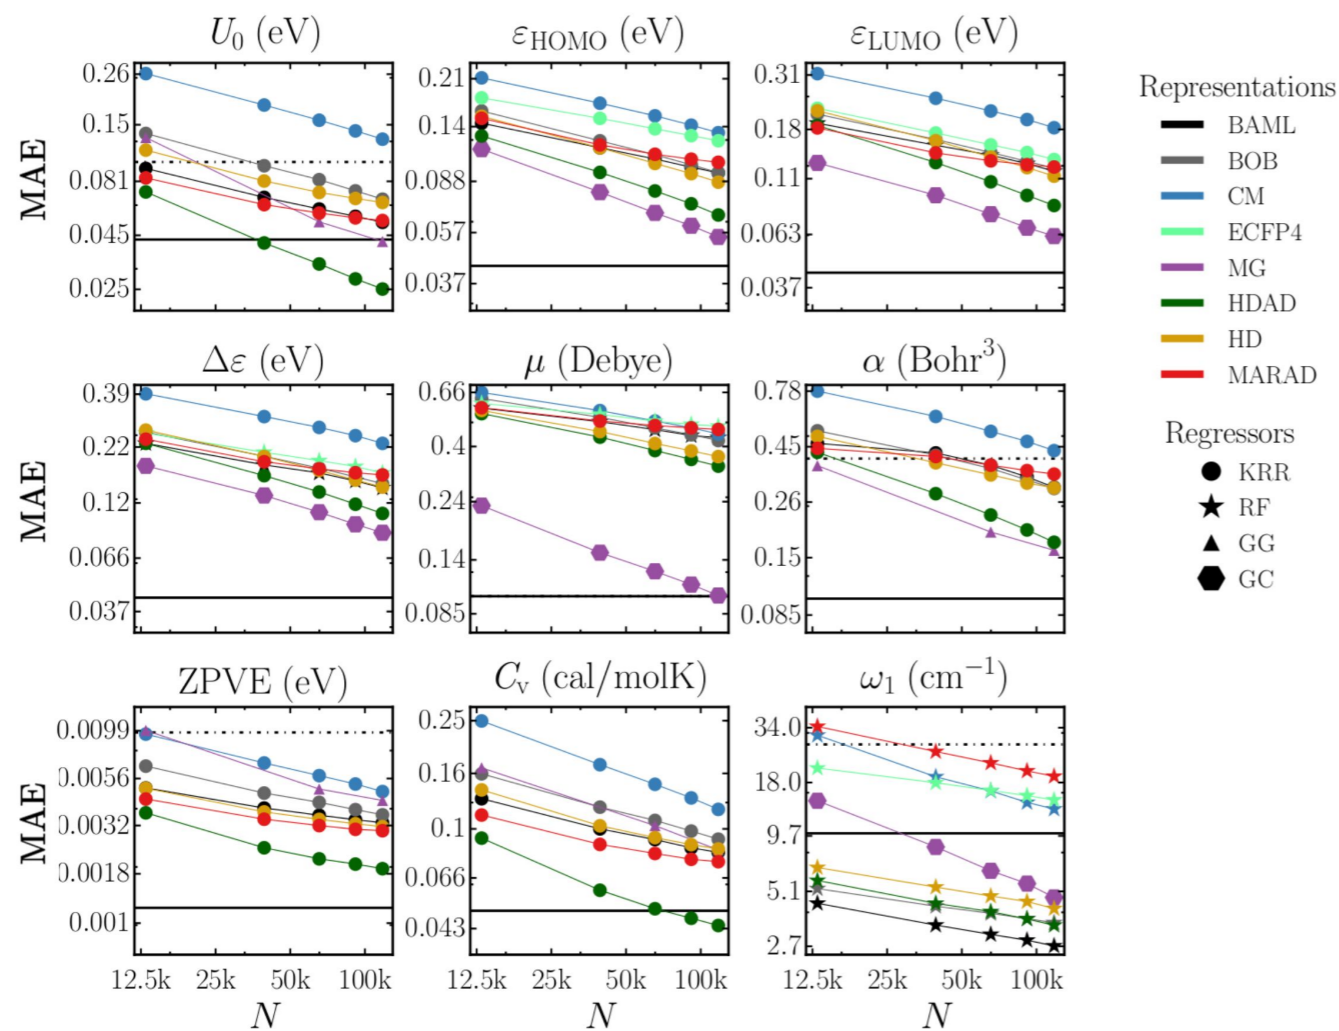 U₀ (eV)
ε_HOMO (eV)
ε_LUMO (eV)
MAE
0.26
0.15
0.081
0.045
0.025
0.21
0.14
0.088
0.057
0.037
0.31
0.18
0.11
0.063
0.037
Δε (eV)
μ (Debye)
α (Bohr³)
MAE
0.39
0.22
0.12
0.066
0.037
0.66
0.4
0.24
0.14
0.085
0.78
0.45
0.26
0.15
0.085
ZPVE (eV)
C_v (cal/molK)
ω₁ (cm⁻¹)
MAE
0.0099
0.0056
0.0032
0.0018
0.001
0.25
0.16
0.1
0.066
0.043
34.0
18.0
9.7
5.1
2.7
12.5k 25k 50k 100k
12.5k 25k 50k 100k
12.5k 25k 50k 100k
N
N
N
Representations
BAML
BOB
CM
ECFP4
MG
HDAD
HD
MARAD
Regressors
KRR
RF
GG
GC